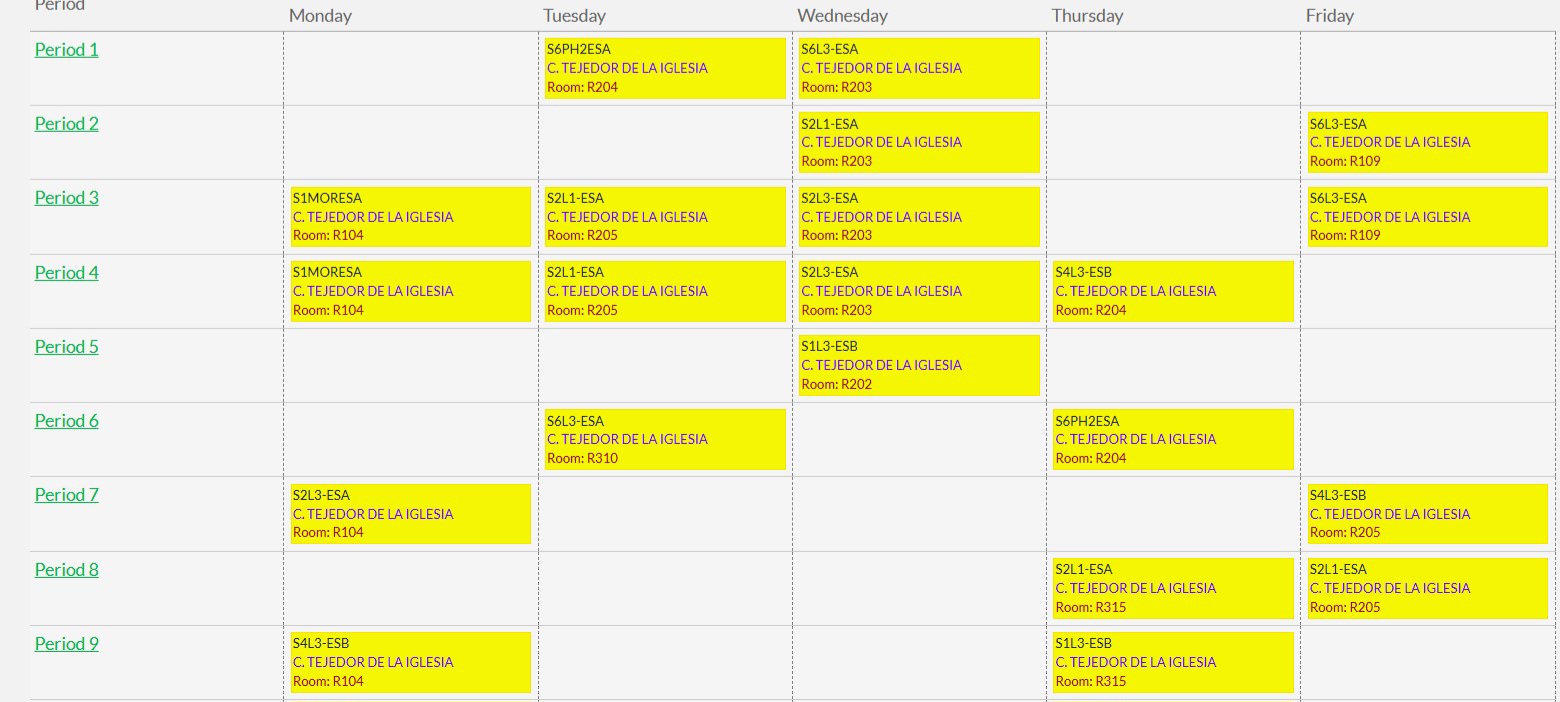 Period
Monday Tuesday Wednesday Thursday Friday
Period 1
S6PH2ESA
C. TEJEDOR DE LA IGLESIA
Room: R204
S6L3-ESA
C. TEJEDOR DE LA IGLESIA
Room: R203
Period 2
S2L1-ESA
C. TEJEDOR DE LA IGLESIA
Room: R203
S6L3-ESA
C. TEJEDOR DE LA IGLESIA
Room: R109
Period 3
S1MORESA
C. TEJEDOR DE LA IGLESIA
Room: R104
S2L1-ESA
C. TEJEDOR DE LA IGLESIA
Room: R205
S2L3-ESA
C. TEJEDOR DE LA IGLESIA
Room: R203
S6L3-ESA
C. TEJEDOR DE LA IGLESIA
Room: R109
Period 4
S1MORESA
C. TEJEDOR DE LA IGLESIA
Room: R104
S2L1-ESA
C. TEJEDOR DE LA IGLESIA
Room: R205
S2L3-ESA
C. TEJEDOR DE LA IGLESIA
Room: R203
S4L3-ESB
C. TEJEDOR DE LA IGLESIA
Room: R204
Period 5
S1L3-ESB
C. TEJEDOR DE LA IGLESIA
Room: R202
Period 6
S6L3-ESA
C. TEJEDOR DE LA IGLESIA
Room: R310
S6PH2ESA
C. TEJEDOR DE LA IGLESIA
Room: R204
Period 7
S2L3-ESA
C. TEJEDOR DE LA IGLESIA
Room: R104
S4L3-ESB
C. TEJEDOR DE LA IGLESIA
Room: R205
Period 8
S2L1-ESA
C. TEJEDOR DE LA IGLESIA
Room: R315
S2L1-ESA
C. TEJEDOR DE LA IGLESIA
Room: R205
Period 9
S4L3-ESB
C. TEJEDOR DE LA IGLESIA
Room: R104
S1L3-ESB
C. TEJEDOR DE LA IGLESIA
Room: R315